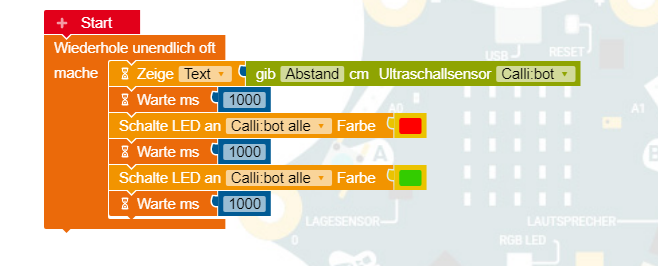 + Start
Wiederhole unendlich oft
mache Zeige Text gib Abstand cm Ultraschallsensor Calli:bot
Warte ms 1000
Schalte LED an Calli:bot alle Farbe
Warte ms 1000
Schalte LED an Calli:bot alle Farbe
Warte ms 1000
USB
RESET
A0
A1
A
B
LAGESENSOR
LAUTSPRECHER
0
RGB LED